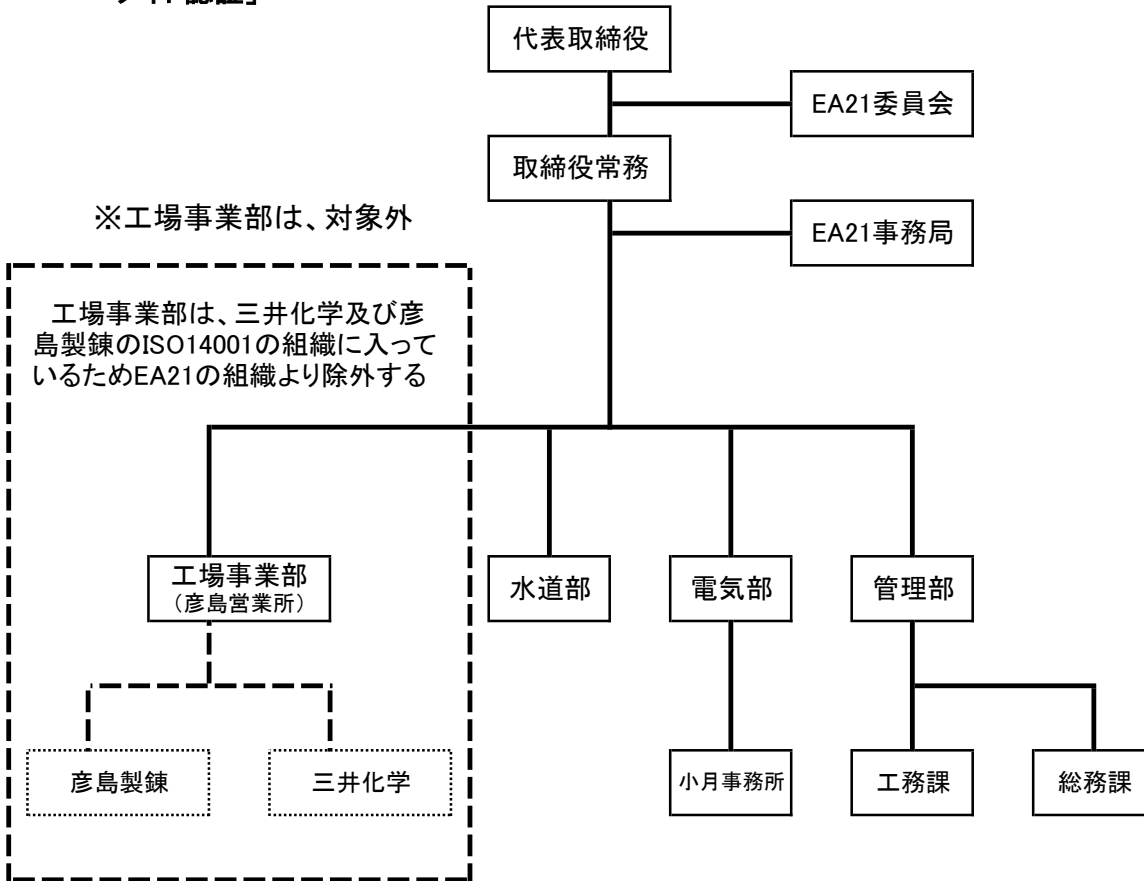 代表取締役
EA21委員会
取締役常務
※工場事業部は、対象外
EA21事務局
工場事業部は、三井化学及び彦
島製錬のISO14001の組織に入って
いるためEA21の組織より除外する
工場事業部
（彦島営業所）
水道部
電気部
管理部
彦島製錬
三井化学
小月事務所
工務課
総務課